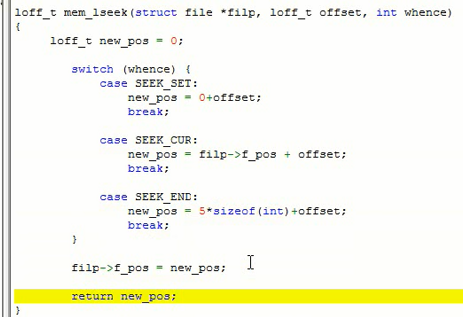 loff_t mem_lseek(struct file *filp, loff_t offset, int whence)
{
loff_t new_pos = 0;
switch (whence) {
case SEEK_SET:
new_pos = 0+offset;
break;
case SEEK_CUR:
new_pos = filp->f_pos + offset;
break;
case SEEK_END:
new_pos = 5*sizeof(int)+offset;
break;
}
filp->f_pos = new_pos;
return new_pos;
}